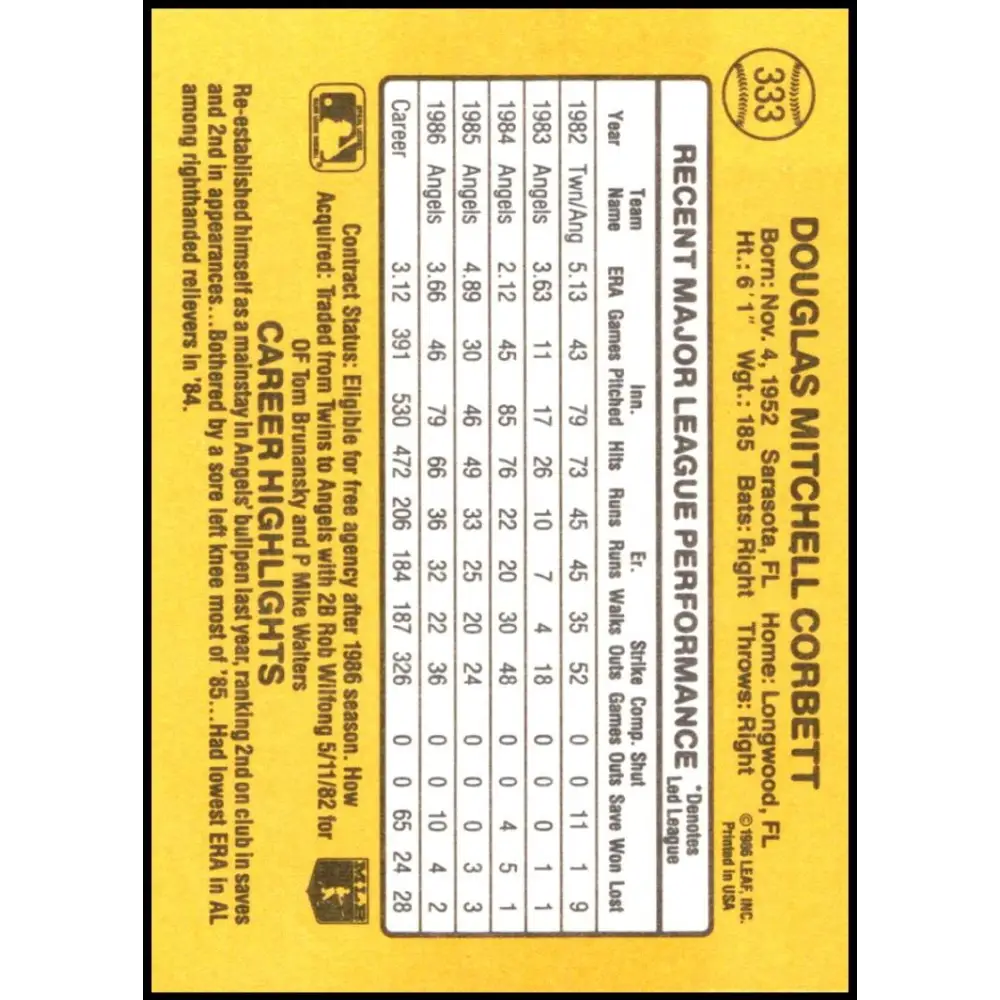 333
DOUGLAS MITCHELL CORBETT
©1986 LEAF, INC.
Printed in USA
Born: Nov. 4, 1952 Sarasota, FL Home: Longwood, FL
Ht.: 6'1" Wgt.: 185 Bats: Right Throws: Right
RECENT MAJOR LEAGUE PERFORMANCE *Denotes
Led League
Team Inn. Er. Strike Comp. Shut
Year Name ERA Games Pitched Hits Runs Runs Walks Outs Games Outs Save Won Lost
1982 Twn/Ang 5.13 43 79 73 45 45 35 52 0 0 11 1 9
1983 Angels 3.63 11 17 26 10 7 4 18 0 0 0 1 1
1984 Angels 2.12 45 85 76 22 20 30 48 0 0 4 5 1
1985 Angels 4.89 30 46 49 33 25 20 24 0 0 0 3 3
1986 Angels 3.66 46 79 66 36 32 22 36 0 0 10 4 2
Career 3.12 391 530 472 206 184 187 326 0 0 65 24 28
Contract Status: Eligible for free agency after 1986 season. How
Acquired: Traded from Twins to Angels with 2B Rob Wilfong 5/11/82 for
OF Tom Brunansky and P Mike Walters
MLB
CAREER HIGHLIGHTS
Re-established himself as a mainstay in Angels' bullpen last year, ranking 2nd on club in saves
and 2nd in appearances...Bothered by a sore left knee most of '85...Had lowest ERA in AL
among righthanded relievers in '84.